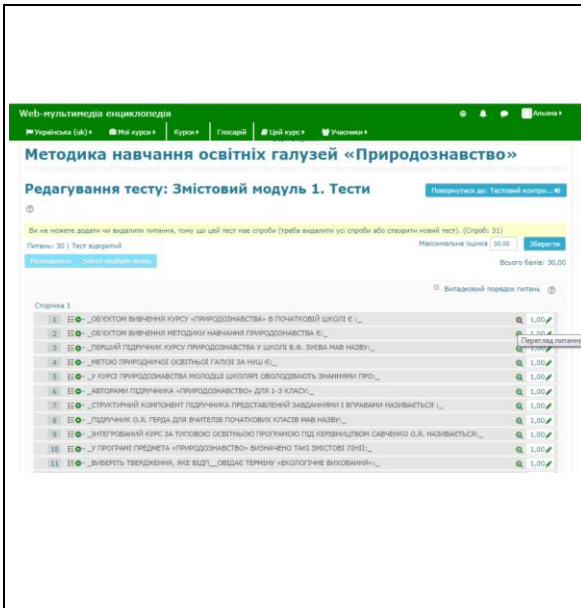 Web-мультимедіа енциклопедія
Альона
Українська (uk) Мої курси Курси Глосарій Цей курс Учасники
Методика навчання освітніх галузей «Природознавство»
Редагування тесту: Змістовий модуль 1. Тести
Повернутися до: Тестовий контро...
Ви не можете додати чи видалити питання, тому що цей тест має спроби (треба видалити усі спроби або створити новий тест). (Спроб: 31)
Питань: 30 | Тест відкритий
Максимальна оцінка 30,00 Зберегти
Select multiple items
Всього балів: 30,00
Випадковий порядок питань
Сторінка 1
1 _ОБ'ЄКТОМ ВИВЧЕННЯ КУРСУ «ПРИРОДОЗНАВСТВА» В ПОЧАТКОВІЙ ШКОЛІ Є :_ 1,00
2 _ОБ'ЄКТОМ ВИВЧЕННЯ МЕТОДИКИ НАВЧАННЯ ПРИРОДОЗНАВСТВА Є:_ 1,00
Перегляд питання
3 _ПЕРШИЙ ПІДРУЧНИК КУРСУ ПРИРОДОЗНАВСТВА У ШКОЛІ В.Ф. ЗУЄВА МАВ НАЗВУ:_
4 _МЕТОЮ ПРИРОДНИЧОЇ ОСВІТНЬОЇ ГАЛУЗІ ЗА НУШ Є:_ 1,00
5 _У КУРСІ ПРИРОДОЗНАВСТВА МОЛОДШІ ШКОЛЯРІ ОВОЛОДІВАЮТЬ ЗНАННЯМИ ПРО:_ 1,00
6 _АВТОРАМИ ПІДРУЧНИКА «ПРИРОДОЗНАВСТВО» ДЛЯ 1-3 КЛАСУ:_ 1,00
7 _СТРУКТУРНИЙ КОМПОНЕНТ ПІДРУЧНИКА ПРЕДСТАВЛЕНИЙ ЗАВДАННЯМИ І ВПРАВАМИ НАЗИВАЄТЬСЯ :_ 1,00
8 _ПІДРУЧНИК О.Я. ГЕРДА ДЛЯ ВЧИТЕЛІВ ПОЧАТКОВИХ КЛАСІВ МАВ НАЗВУ:_ 1,00
9 _ІНТЕГРОВАНИЙ КУРС ЗА ТИПОВОЮ ОСВІТНЬОЮ ПРОГРАМОЮ ПІД КЕРІВНИЦТВОМ САВЧЕНКО О.Я. НАЗИВАЄТЬСЯ:_ 1,00
10 _У ПРОГРАМІ ПРЕДМЕТА «ПРИРОДОЗНАВСТВО» ВИЗНАЧЕНО ТАКІ ЗМІСТОВІ ЛІНІЇ:_ 1,00
11 _ВИБЕРІТЬ ТВЕРДЖЕННЯ, ЯКЕ ВІДП__ОВІДАЄ ТЕРМІНУ «ЕКОЛОГІЧНЕ ВИХОВАННЯ»:_ 1,00